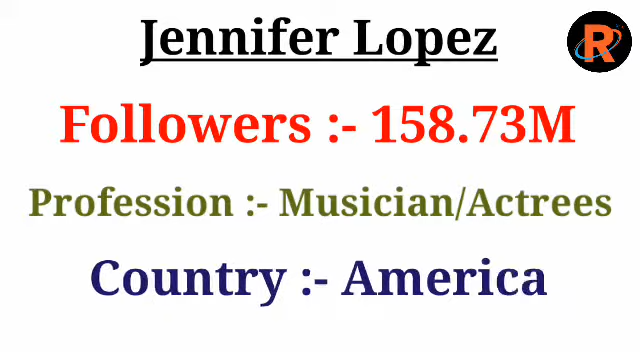 Jennifer Lopez
R
Followers :- 158.73M
Profession :- Musician/Actrees
Country :- America